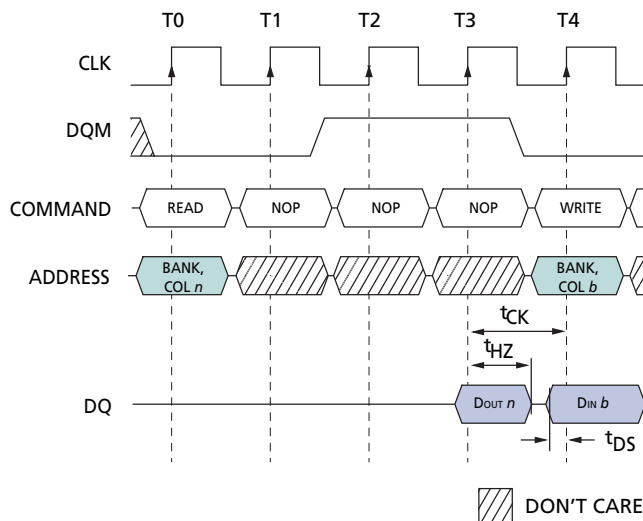 T0 T1 T2 T3 T4
CLK
DQM
COMMAND READ NOP NOP NOP WRITE
ADDRESS BANK, COL n BANK, COL b
tCK
tHZ
DQ DOUT n DIN b
tDS
DON'T CARE